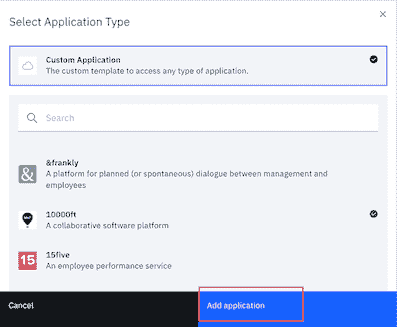 Select Application Type
Custom Application
The custom template to access any type of application.
Search
&
&frankly
A platform for planned (or spontaneous) dialogue between management and
employees
10000ft
A collaborative software platform
15
15five
An employee performance service
Cancel
Add application